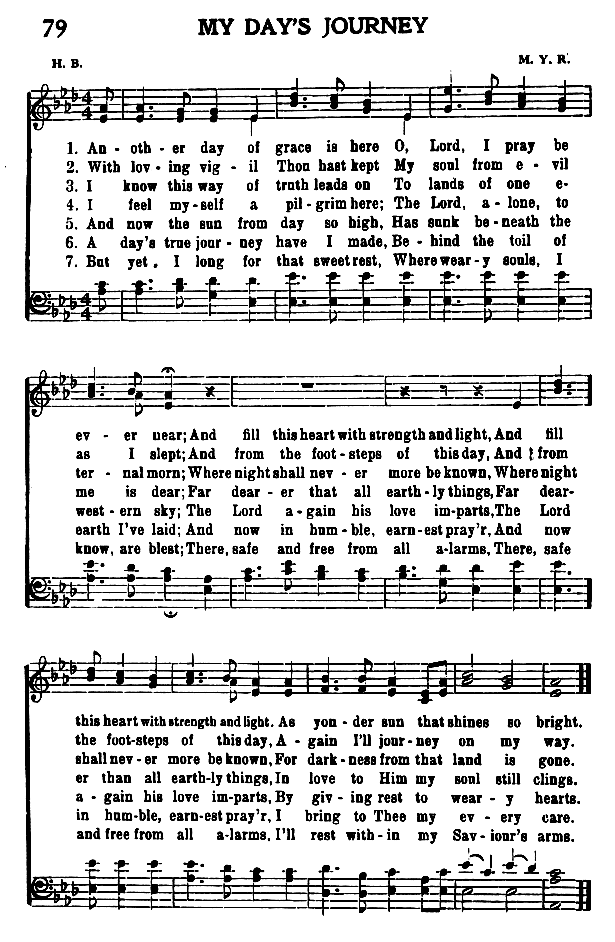 79 MY DAY'S JOURNEY
H. B. M. Y. R.
1. An - oth - er day of grace is here O, Lord, I pray be
2. With lov - ing vig - il Thou hast kept My soul from e - vil
3. I know this way of truth leads on To lands of one e-
4. I feel my-self a pil - grim here; The Lord, a - lone, to
5. And now the sun from day so high, Has sunk be - neath the
6. A day's true jour - ney have I made, Be - hind the toil of
7. But yet, I long for that sweet rest, Where wear - y souls, I
ev - er near; And fill this heart with strength and light, And fill
as I slept; And from the foot-steps of this day, And from
ter - nal morn; Where night shall nev - er more be known, Where night
me is dear; Far dear - er that all earth - ly things, Far dear-
west - ern sky; The Lord a - gain his love im-parts, The Lord
earth I've laid; And now in hum - ble, earn-est pray'r, And now
know, are blest; There, safe and free from all a-larms, There, safe
this heart with strength and light. As yon - der sun that shines so bright.
the foot-steps of this day, A - gain I'll jour - ney on my way.
shall nev - er more be known, For dark - ness from that land is gone.
er than all earth-ly things, In love to Him my soul still clings.
a - gain his love im-parts, By giv - ing rest to wear - y hearts.
in hum-ble, earn-est pray'r, I bring to Thee my ev - ery care.
and free from all a-larms, I'll rest with-in my Sav - iour's arms.